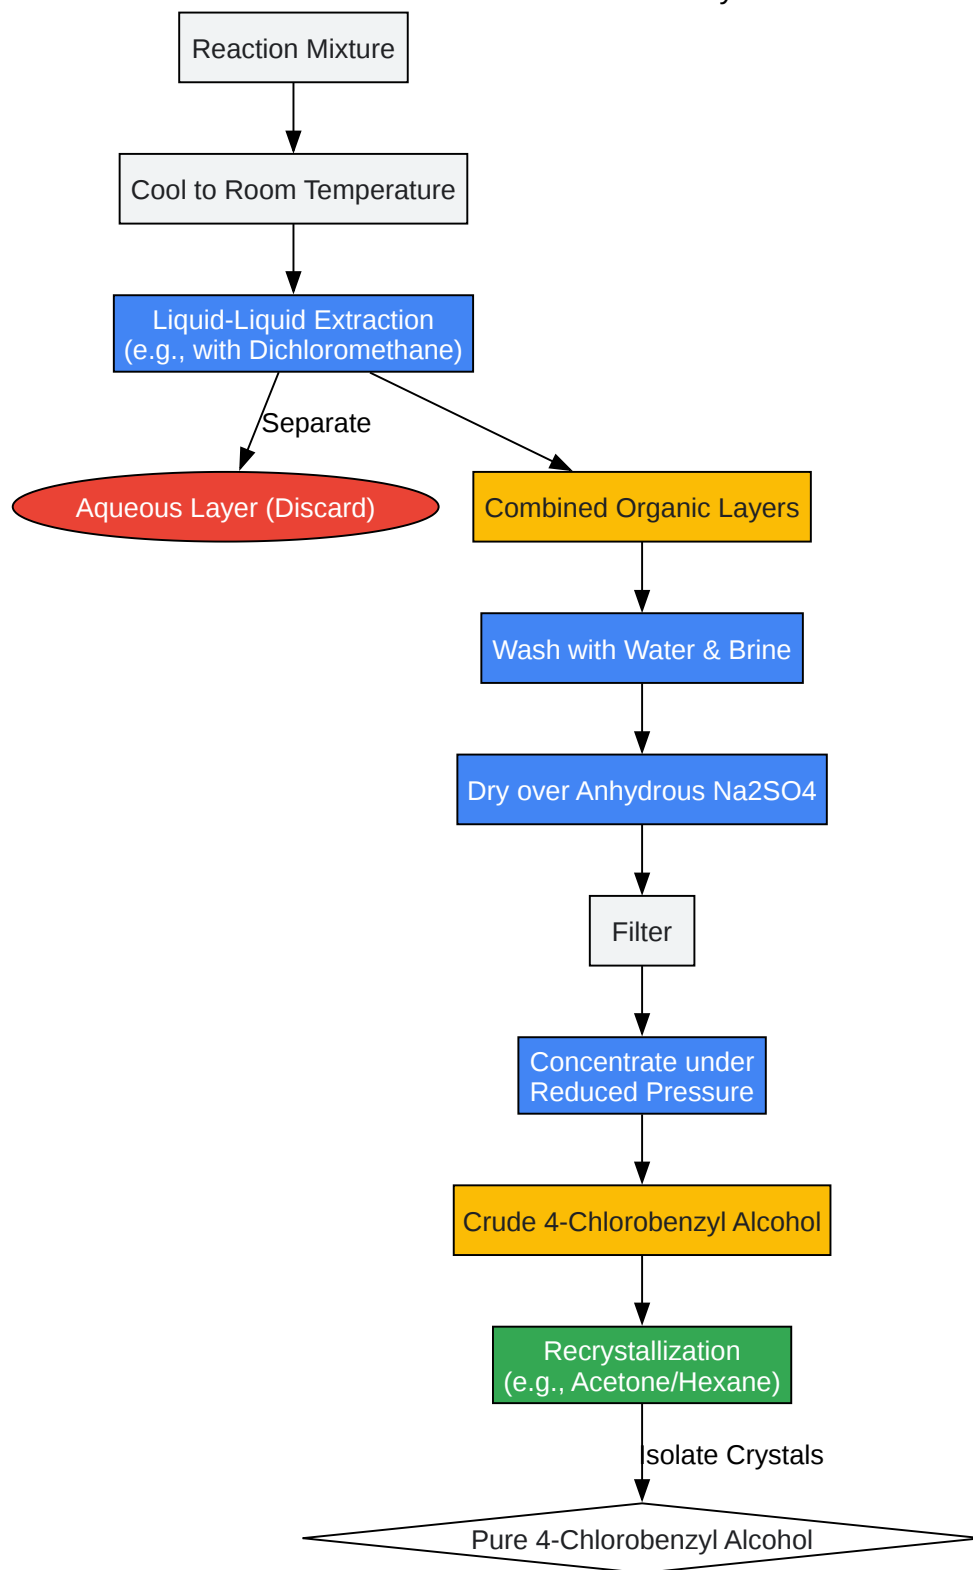 Reaction Mixture
Cool to Room Temperature
Liquid-Liquid Extraction
(e.g., with Dichloromethane)
Separate
Aqueous Layer (Discard)
Combined Organic Layers
Wash with Water & Brine
Dry over Anhydrous Na2SO4
Filter
Concentrate under
Reduced Pressure
Crude 4-Chlorobenzyl Alcohol
Recrystallization
(e.g., Acetone/Hexane)
Isolate Crystals
Pure 4-Chlorobenzyl Alcohol